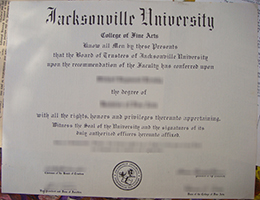 Jacksonville University
College of Fine Arts
Know all Men by these Presents
that the Board of Trustees of Jacksonville University
upon the recommendation of the Faculty has conferred upon
the degree of
with all the rights, honors and privileges thereunto appertaining.
Witness the Seal of the University and the signatures of its
duly authorized officers hereunto affixed.